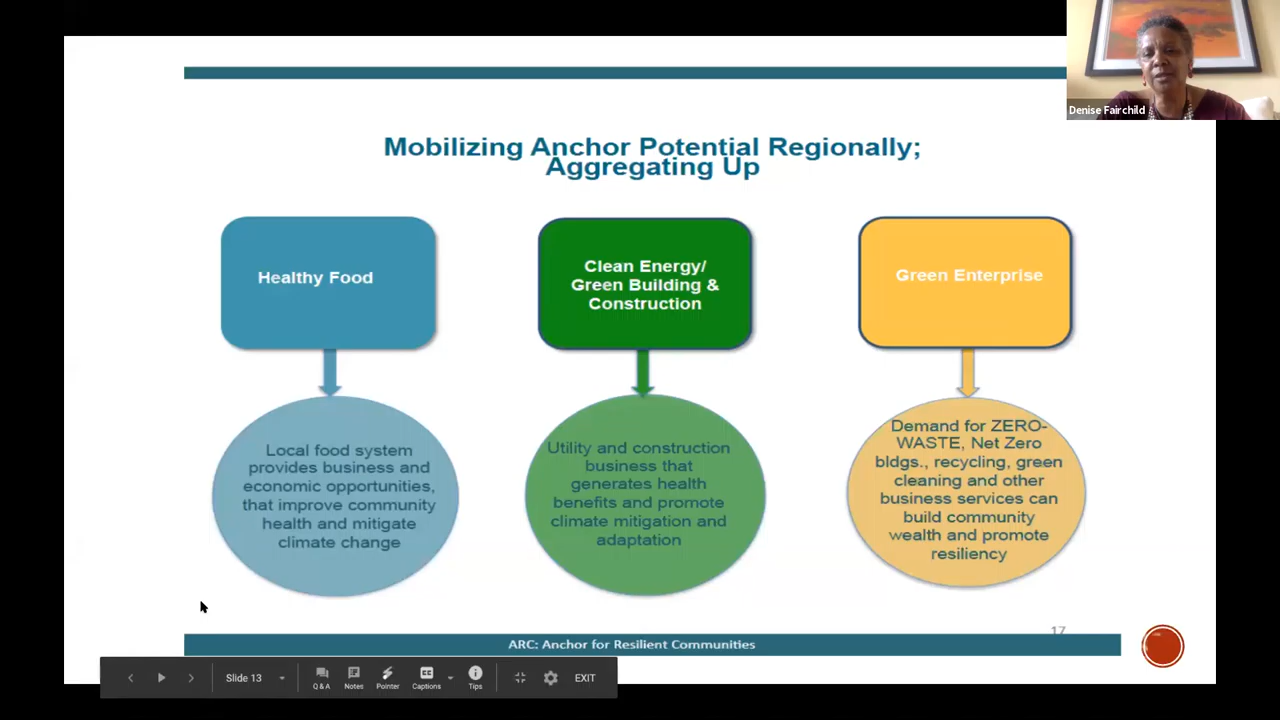 Denise Fairchild
Mobilizing Anchor Potential Regionally;
Aggregating Up
Healthy Food
Clean Energy/
Green Building &
Construction
Green Enterprise
Local food system
provides business and
economic opportunities,
that improve community
health and mitigate
climate change
Utility and construction
business that
generates health
benefits and promote
climate mitigation and
adaptation
Demand for ZERO-
WASTE, Net Zero
bldgs., recycling, green
cleaning and other
business services can
build community
wealth and promote
resiliency
17
ARC: Anchor for Resilient Communities
Slide 13
Q & A
Notes
Pointer
Captions
Tips
EXIT